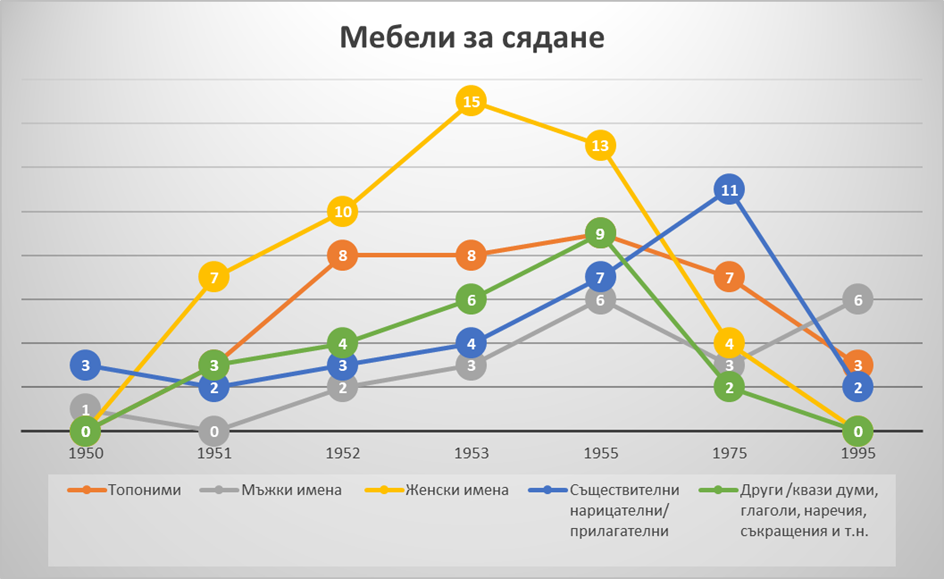 Мебели за сядане
15
13
11
10
9
8 8
7 7 7
6 6 6
4 4 4
3 3 3 3 3 3
2 2 2 2
1
0 0 0
1950 1951 1952 1953 1955 1975 1995
Топоними Мъжки имена Женски имена Съществителни Други /квази думи,
нарицателни/ глаголи, наречия,
прилагателни съкращения и т.н.